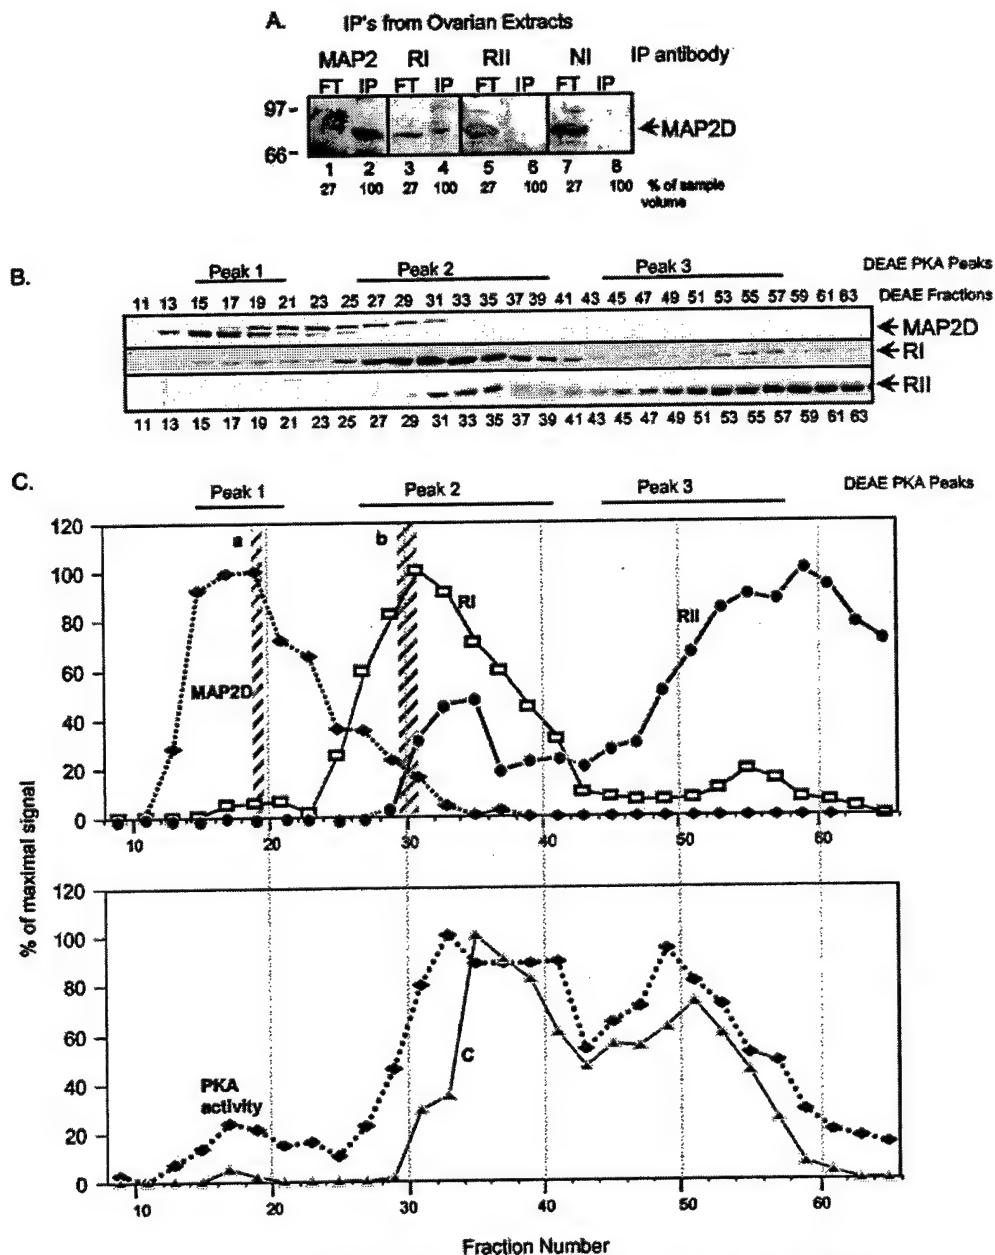 A. IP's from Ovarian Extracts
MAP2 RI RII NI IP antibody
FT IP FT IP FT IP FT IP
97-
MAP2D
66-
1 2 3 4 5 6 7 8
27 100 27 100 27 100 27 100 % of sample
volume
B. Peak 1 Peak 2 Peak 3 DEAE PKA Peaks
11 13 15 17 19 21 23 25 27 29 31 33 35 37 39 41 43 45 47 49 51 53 55 57 59 61 63 DEAE Fractions
MAP2D
RI
RII
11 13 15 17 19 21 23 25 27 29 31 33 35 37 39 41 43 45 47 49 51 53 55 57 59 61 63
C. Peak 1 Peak 2 Peak 3 DEAE PKA Peaks
120
a b
100
RI RII
80
60
MAP2D
40
20
0
10 20 30 40 50 60
% of maximal signal
120
100
80
60
C
PKA
activity
40
20
0
10 20 30 40 50 60
Fraction Number